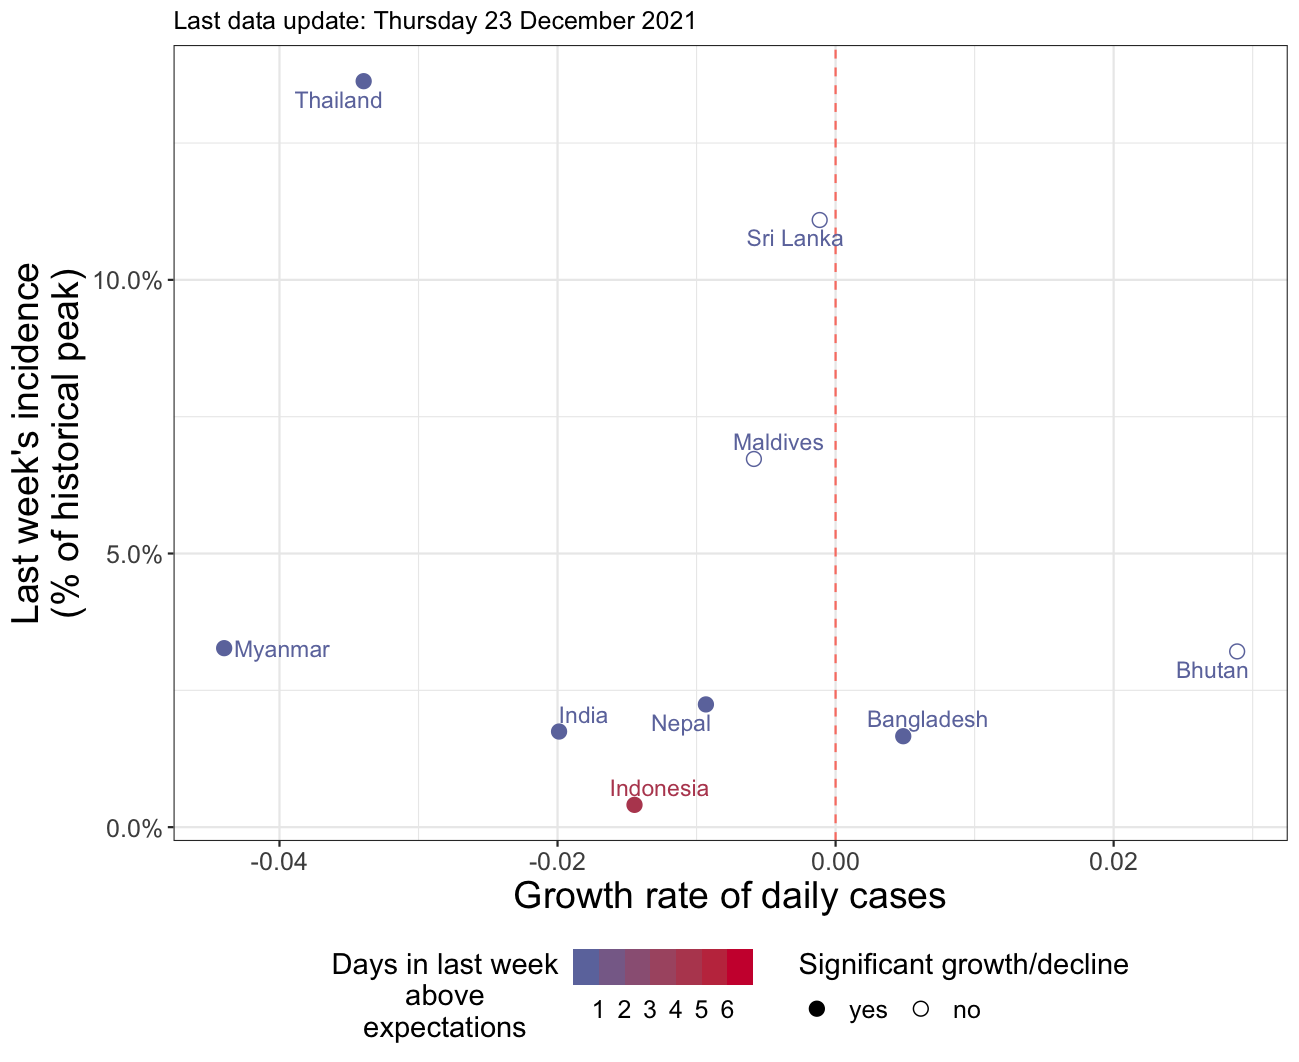 Last data update: Thursday 23 December 2021
Thailand
Sri Lanka
10.0%
Last week's incidence
(% of historical peak)
Maldives
5.0%
Myanmar
Bhutan
India
Nepal
Bangladesh
Indonesia
0.0%
-0.04 -0.02 0.00 0.02
Growth rate of daily cases
Days in last week
above
expectations
1 2 3 4 5 6
Significant growth/decline
yes no